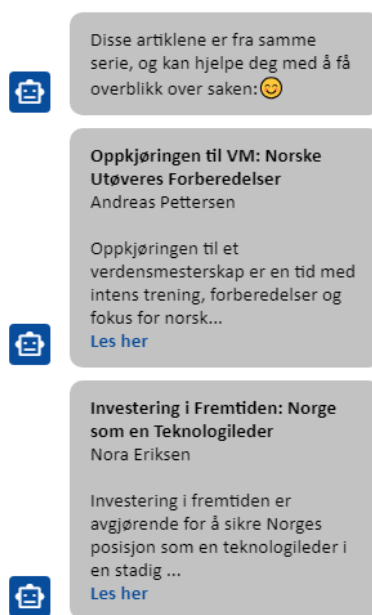 Disse artiklene er fra samme
serie, og kan hjelpe deg med å få
overblikk over saken:😊
Oppkjøringen til VM: Norske
Utøveres Forberedelser
Andreas Pettersen
Oppkjøringen til et
verdensmesterskap er en tid med
intens trening, forberedelser og
fokus for norsk...
Les her
Investering i Fremtiden: Norge
som en Teknologileder
Nora Eriksen
Investering i fremtiden er
avgjørende for å sikre Norges
posisjon som en teknologileder i
en stadig ...
Les her